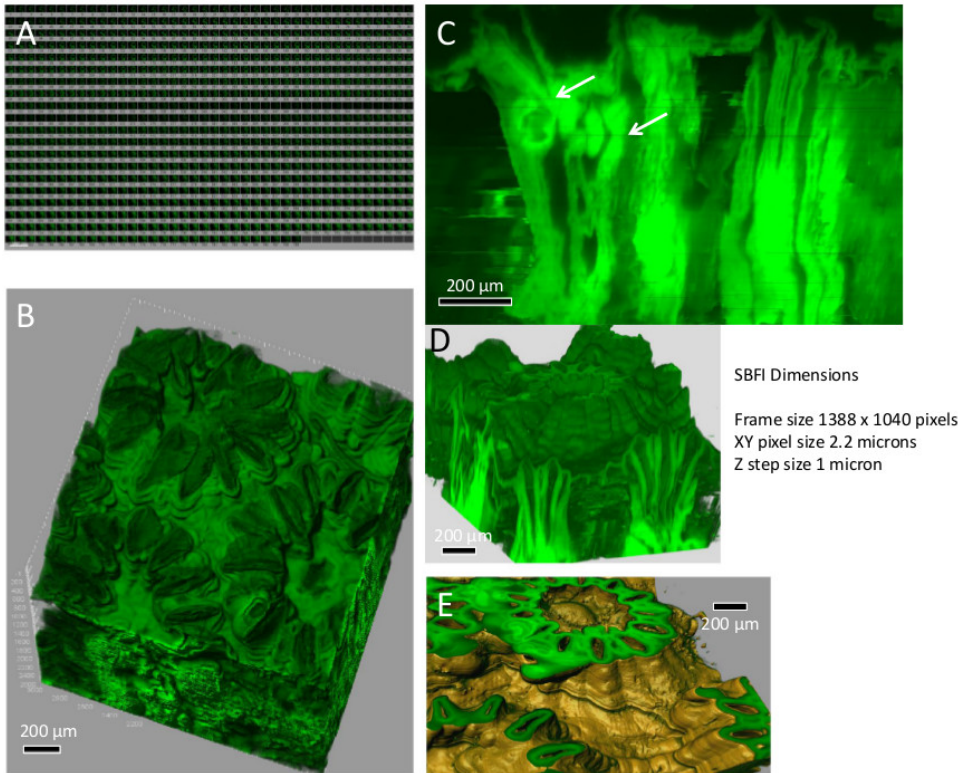 A
C
200 µm
B
200 µm
D
200 µm
SBFI Dimensions
Frame size 1388 x 1040 pixels
XY pixel size 2.2 microns
Z step size 1 micron
E
200 µm